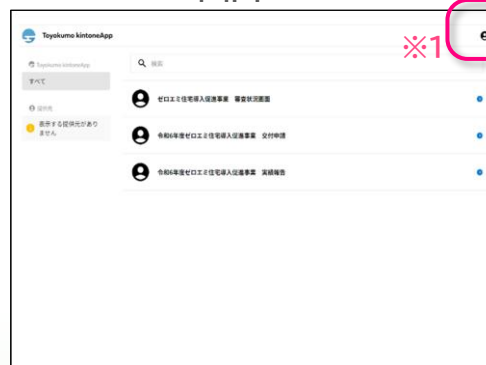 Toyokumo kintoneApp
※1
Toyokumo kintoneApp
検索
すべて
提供元
表示する提供元があり
ません
ゼロエミ住宅導入促進事業 審査状況画面
令和6年度ゼロエミ住宅導入促進事業 交付申請
令和6年度ゼロエミ住宅導入促進事業 実績報告